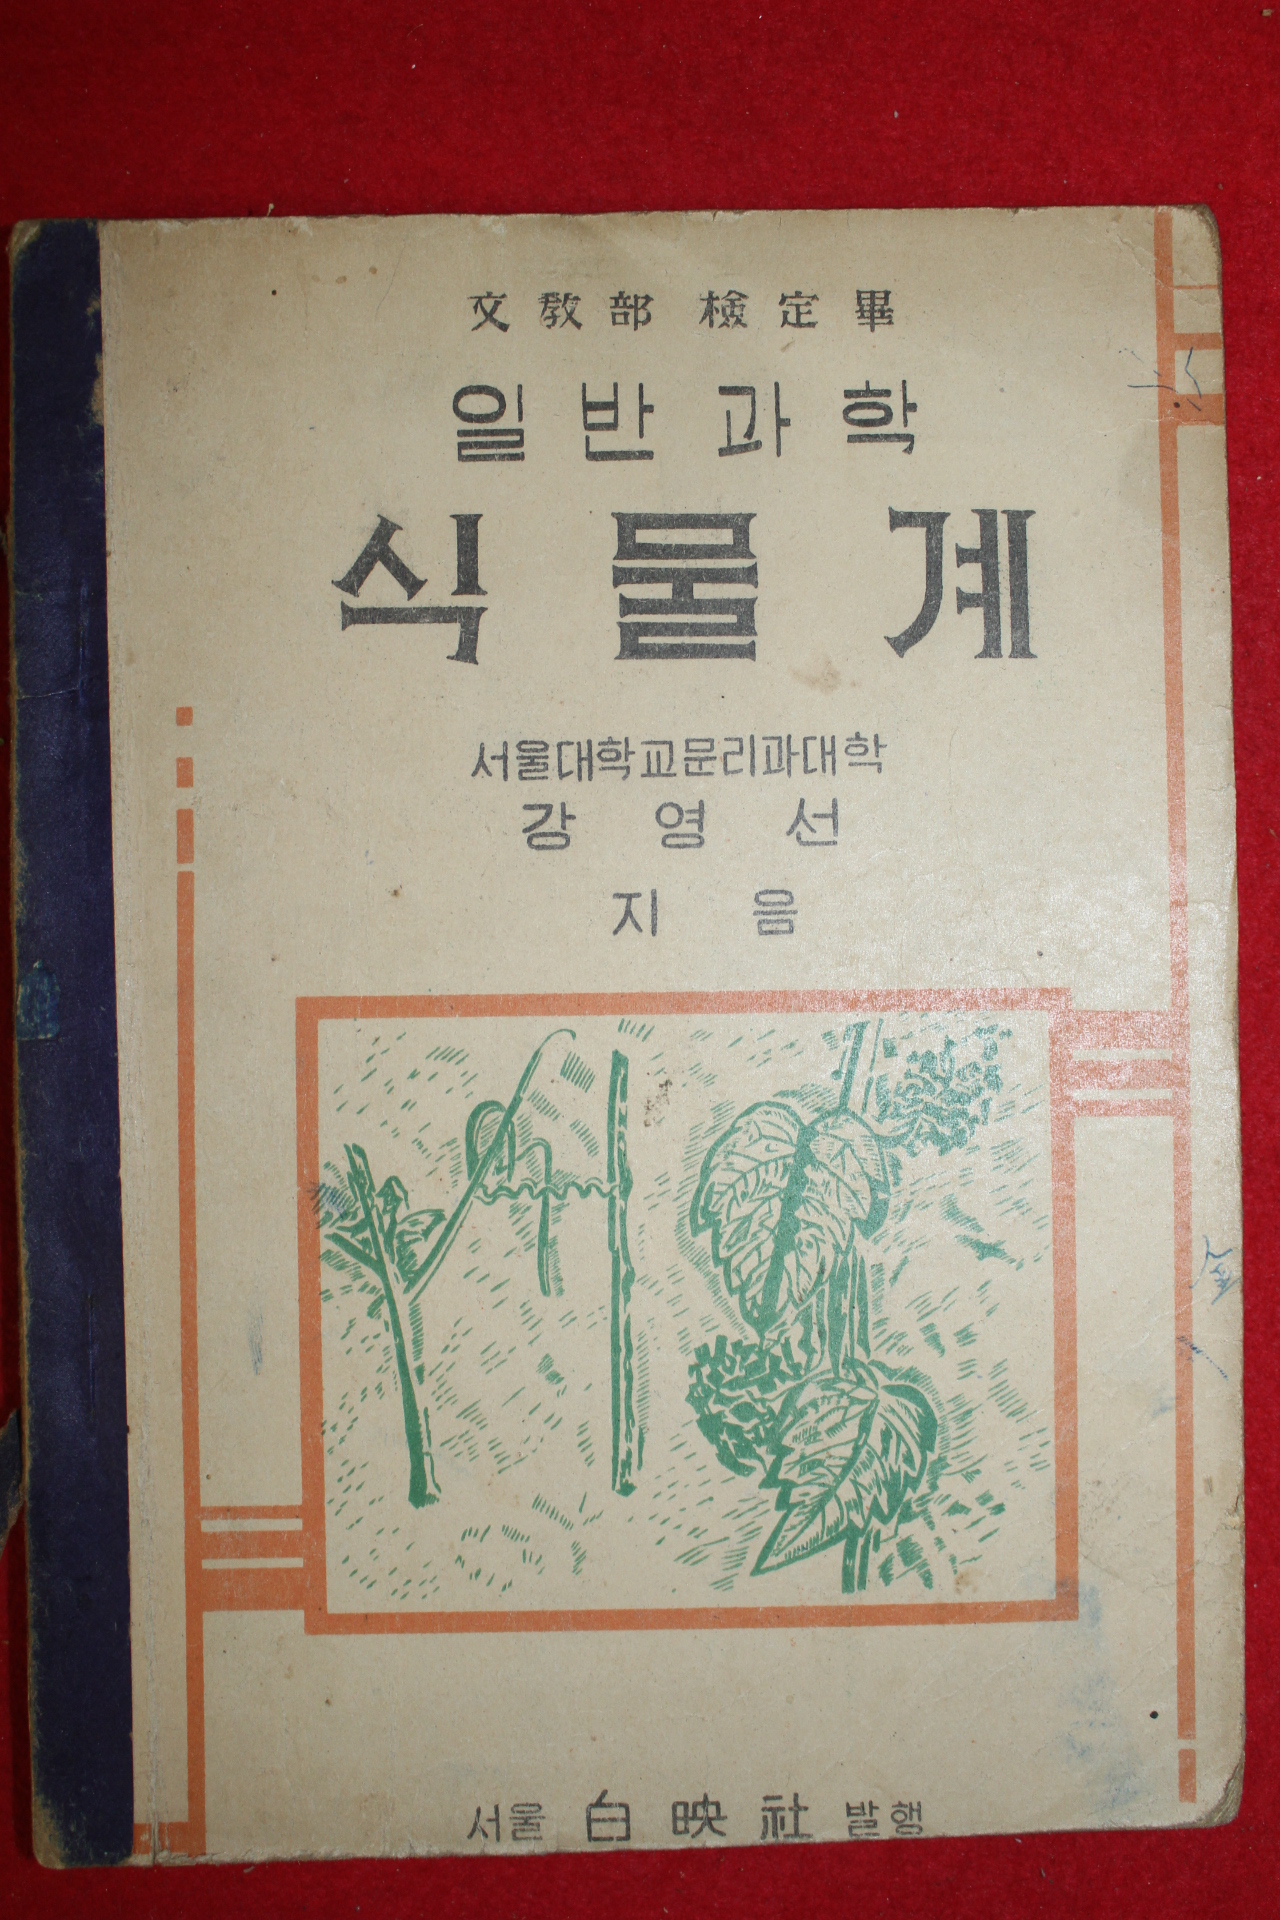 文敎部 検定畢
일반과학
식물계
서울대학교문리과대학
강영선
지음
서울 白映社 발행